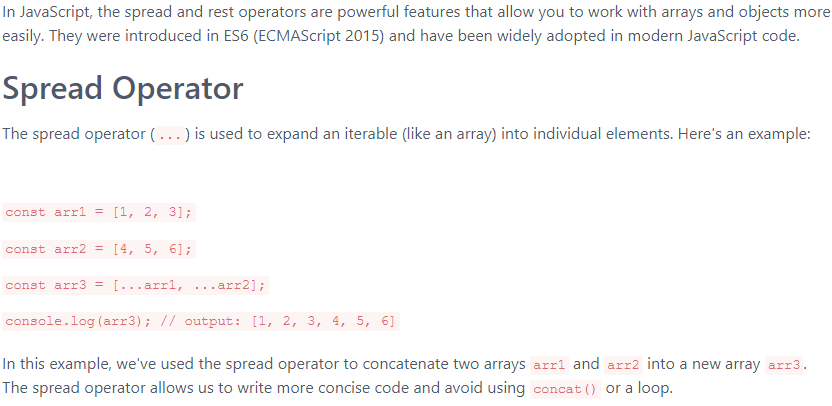 In JavaScript, the spread and rest operators are powerful features that allow you to work with arrays and objects more
easily. They were introduced in ES6 (ECMAScript 2015) and have been widely adopted in modern JavaScript code.
Spread Operator
The spread operator (...) is used to expand an iterable (like an array) into individual elements. Here's an example:
const arr1 = [1, 2, 3];
const arr2 = [4, 5, 6];
const arr3 = [...arr1, ...arr2];
console.log(arr3); // output: [1, 2, 3, 4, 5, 6]
In this example, we've used the spread operator to concatenate two arrays arr1 and arr2 into a new array arr3.
The spread operator allows us to write more concise code and avoid using concat() or a loop.